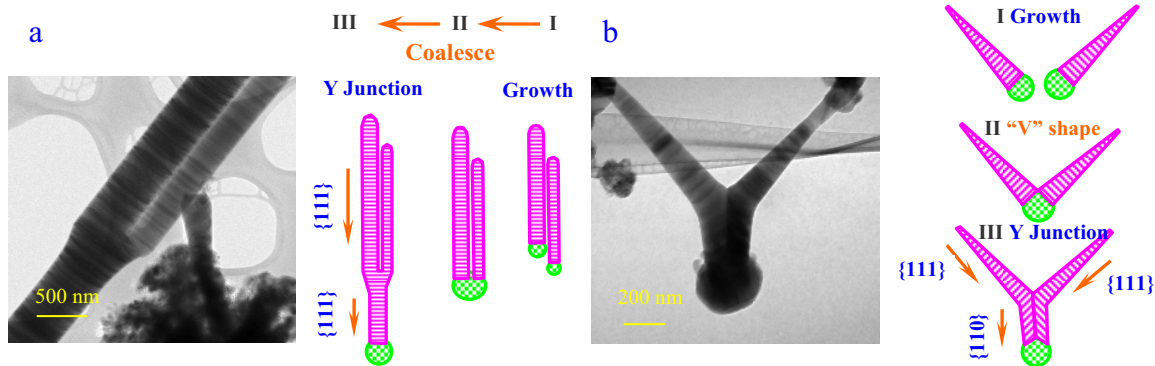 a
III II I
Coalesce
Y Junction
Growth
{111}
{111}
500 nm
b
200 nm
I Growth
II “V” shape
III Y Junction
{111}
{111}
{110}